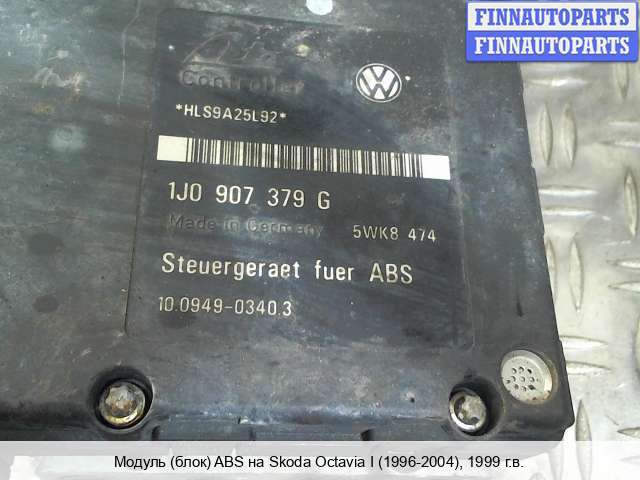 FINNAUTOPARTS
FINNAUTOPARTS
Controller
*HLS9A25L92*
1J0 907 379 G
Made in Germany
5WK8 474
Steuergeraet fuer ABS
10.0949-0340.3
Модуль (блок) ABS на Skoda Octavia I (1996-2004), 1999 г.в.